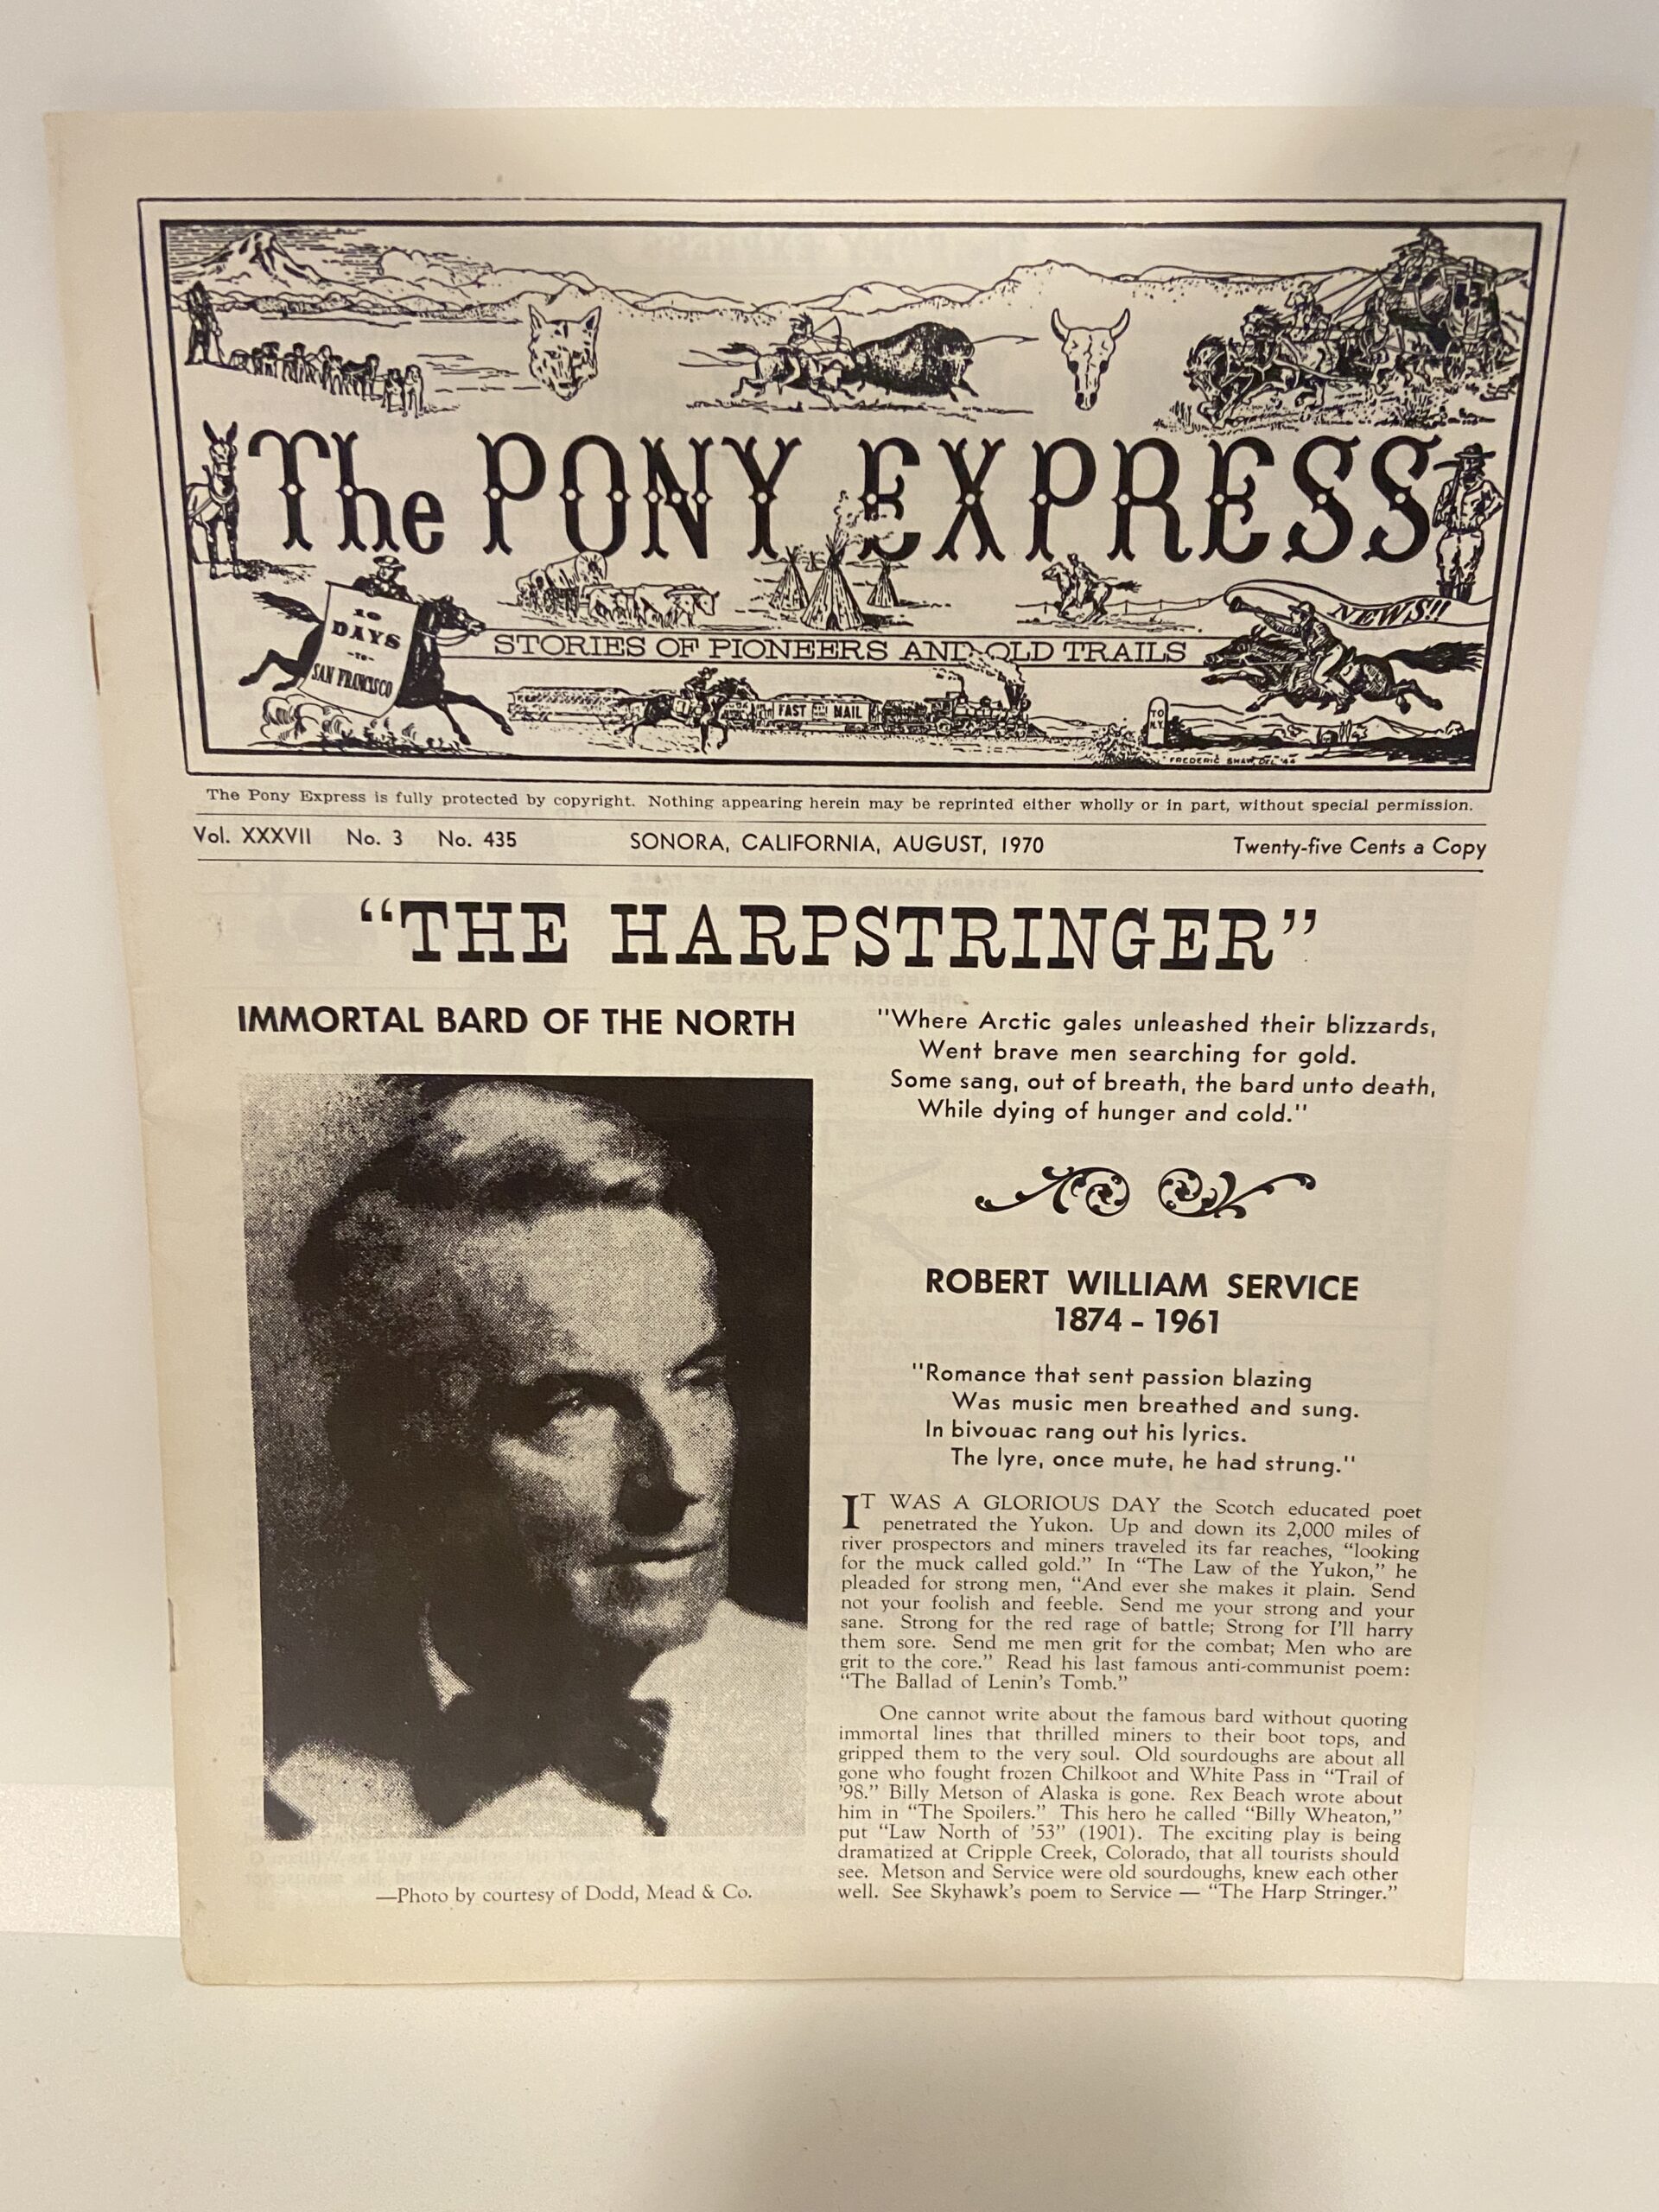 The PONY EXPRESS
NEWS!!
10
DAYS
-TO-
SAN FRANCISCO
STORIES OF PIONEERS AND OLD TRAILS
FAST MAIL
TO
N.Y.
FREDERIC SHAW, DEL. '44
The Pony Express is fully protected by copyright. Nothing appearing herein may be reprinted either wholly or in part, without special permission.
Vol. XXXVII No. 3 No. 435 SONORA, CALIFORNIA, AUGUST, 1970 Twenty-five Cents a Copy
“THE HARPSTRINGER”
IMMORTAL BARD OF THE NORTH
—Photo by courtesy of Dodd, Mead & Co.
"Where Arctic gales unleashed their blizzards,
Went brave men searching for gold.
Some sang, out of breath, the bard unto death,
While dying of hunger and cold."
ROBERT WILLIAM SERVICE
1874 - 1961
"Romance that sent passion blazing
Was music men breathed and sung.
In bivouac rang out his lyrics.
The lyre, once mute, he had strung."
IT WAS A GLORIOUS DAY the Scotch educated poet
penetrated the Yukon. Up and down its 2,000 miles of
river prospectors and miners traveled its far reaches, “looking
for the muck called gold.” In “The Law of the Yukon,” he
pleaded for strong men, “And ever she makes it plain. Send
not your foolish and feeble. Send me your strong and your
sane. Strong for the red rage of battle; Strong for I’ll harry
them sore. Send me men grit for the combat; Men who are
grit to the core.” Read his last famous anti-communist poem:
“The Ballad of Lenin’s Tomb.”
One cannot write about the famous bard without quoting
immortal lines that thrilled miners to their boot tops, and
gripped them to the very soul. Old sourdoughs are about all
gone who fought frozen Chilkoot and White Pass in “Trail of
’98.” Billy Metson of Alaska is gone. Rex Beach wrote about
him in “The Spoilers.” This hero he called “Billy Wheaton,”
put “Law North of ’53” (1901). The exciting play is being
dramatized at Cripple Creek, Colorado, that all tourists should
see. Metson and Service were old sourdoughs, knew each other
well. See Skyhawk’s poem to Service — “The Harp Stringer.”